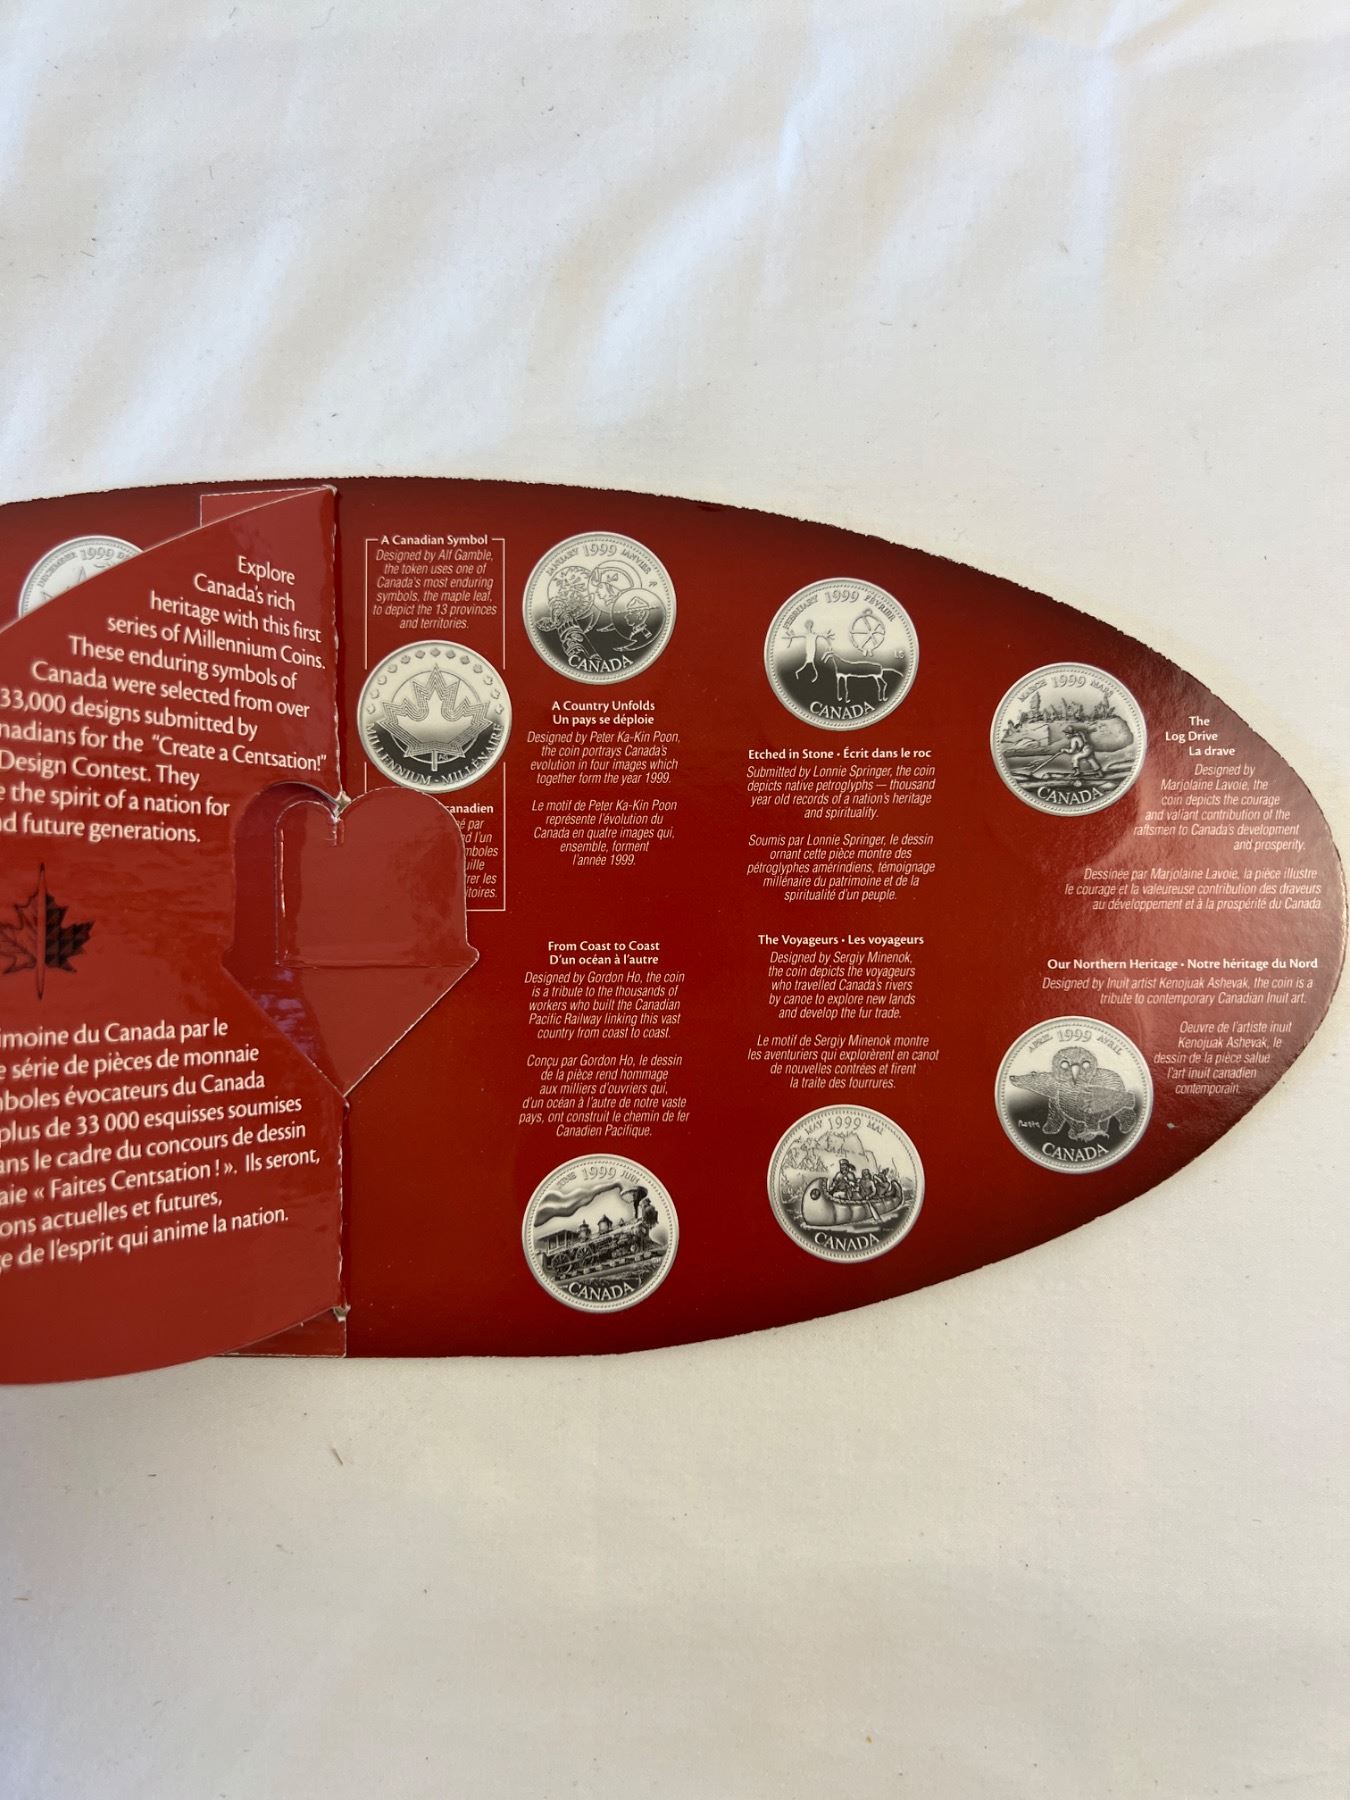 DECEMBER 1999
Explore
Canada's rich
heritage with this first
series of Millennium Coins.
These enduring symbols of
Canada were selected from over
33,000 designs submitted by
for the "Create a Centsation!"
Design Contest. They
the spirit of a nation for
future generations.
du Canada par le
série de pièces de monnaie
évocateurs du Canada
plus de 33 000 esquisses soumises
le cadre du concours de dessin
« Faites Centsation ! ». Ils seront,
actuelles et futures,
de l'esprit qui anime la nation.
A Canadian Symbol
Designed by Alf Gamble,
the token uses one of
Canada's most enduring
symbols, the maple leaf,
to depict the 13 provinces
and territories.
MILLENNIUM - MILLÉNAIRE
par
l'un
les
JANUARY 1999 JANVIER
CANADA
A Country Unfolds
Un pays se déploie
Designed by Peter Ka-Kin Poon,
the coin portrays Canada's
evolution in four images which
together form the year 1999.
Le motif de Peter Ka-Kin Poon
représente l'évolution du
Canada en quatre images qui,
ensemble, forment
l'année 1999.
FEBRUARY 1999 FÉVRIER
LS
CANADA
Etched in Stone • Écrit dans le roc
Submitted by Lonnie Springer, the coin
depicts native petroglyphs — thousand
year old records of a nation's heritage
and spirituality.
Soumis par Lonnie Springer, le dessin
ornant cette pièce montre des
pétroglyphes amérindiens, témoignage
millénaire du patrimoine et de la
spiritualité d'un peuple.
MARCH 1999 MARS
CANADA
The
Log Drive
La drave
Designed by
Marjolaine Lavoie, the
coin depicts the courage
and valiant contribution of the
raftsmen to Canada's development
and prosperity.
Dessinée par Marjolaine Lavoie, la pièce illustre
le courage et la valeureuse contribution des draveurs
au développement et à la prospérité du Canada.
From Coast to Coast
D'un océan à l'autre
Designed by Gordon Ho, the coin
is a tribute to the thousands of
workers who built the Canadian
Pacific Railway linking this vast
country from coast to coast.
Conçu par Gordon Ho, le dessin
de la pièce rend hommage
aux milliers d'ouvriers qui,
d'un océan à l'autre de notre vaste
pays, ont construit le chemin de fer
Canadien Pacifique.
JUNE 1999 JUIN
CANADA
The Voyageurs • Les voyageurs
Designed by Sergiy Minenok,
the coin depicts the voyageurs
who travelled Canada's rivers
by canoe to explore new lands
and develop the fur trade.
Le motif de Sergiy Minenok montre
les aventuriers qui explorèrent en canot
de nouvelles contrées et firent
la traite des fourrures.
MAY 1999 MAI
CANADA
Our Northern Heritage • Notre héritage du Nord
Designed by Inuit artist Kenojuak Ashevak, the coin is a
tribute to contemporary Canadian Inuit art.
Oeuvre de l'artiste inuit
Kenojuak Ashevak, le
dessin de la pièce salue
l'art inuit canadien
contemporain.
APRIL 1999 AVRIL
CANADA